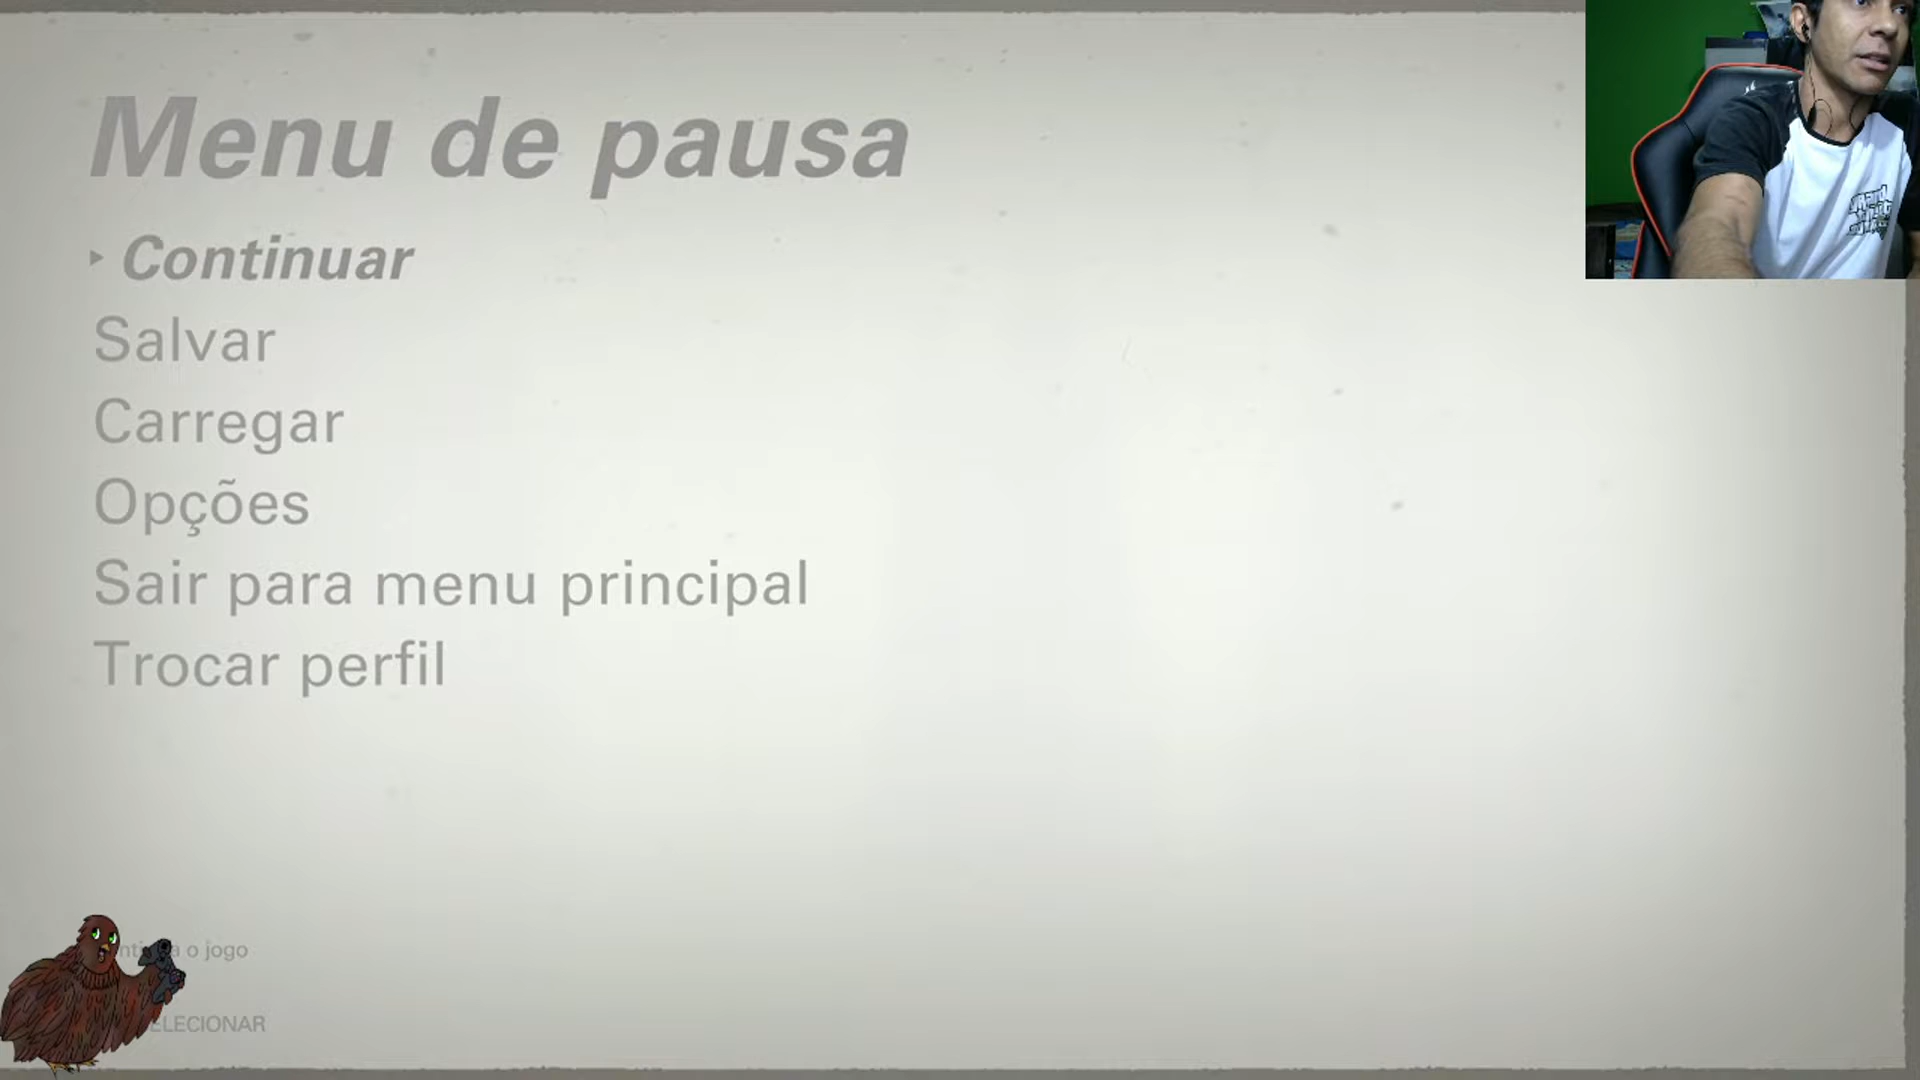 Menu de pausa
Continuar
Salvar
Carregar
Opções
Sair para menu principal
Trocar perfil
o jogo